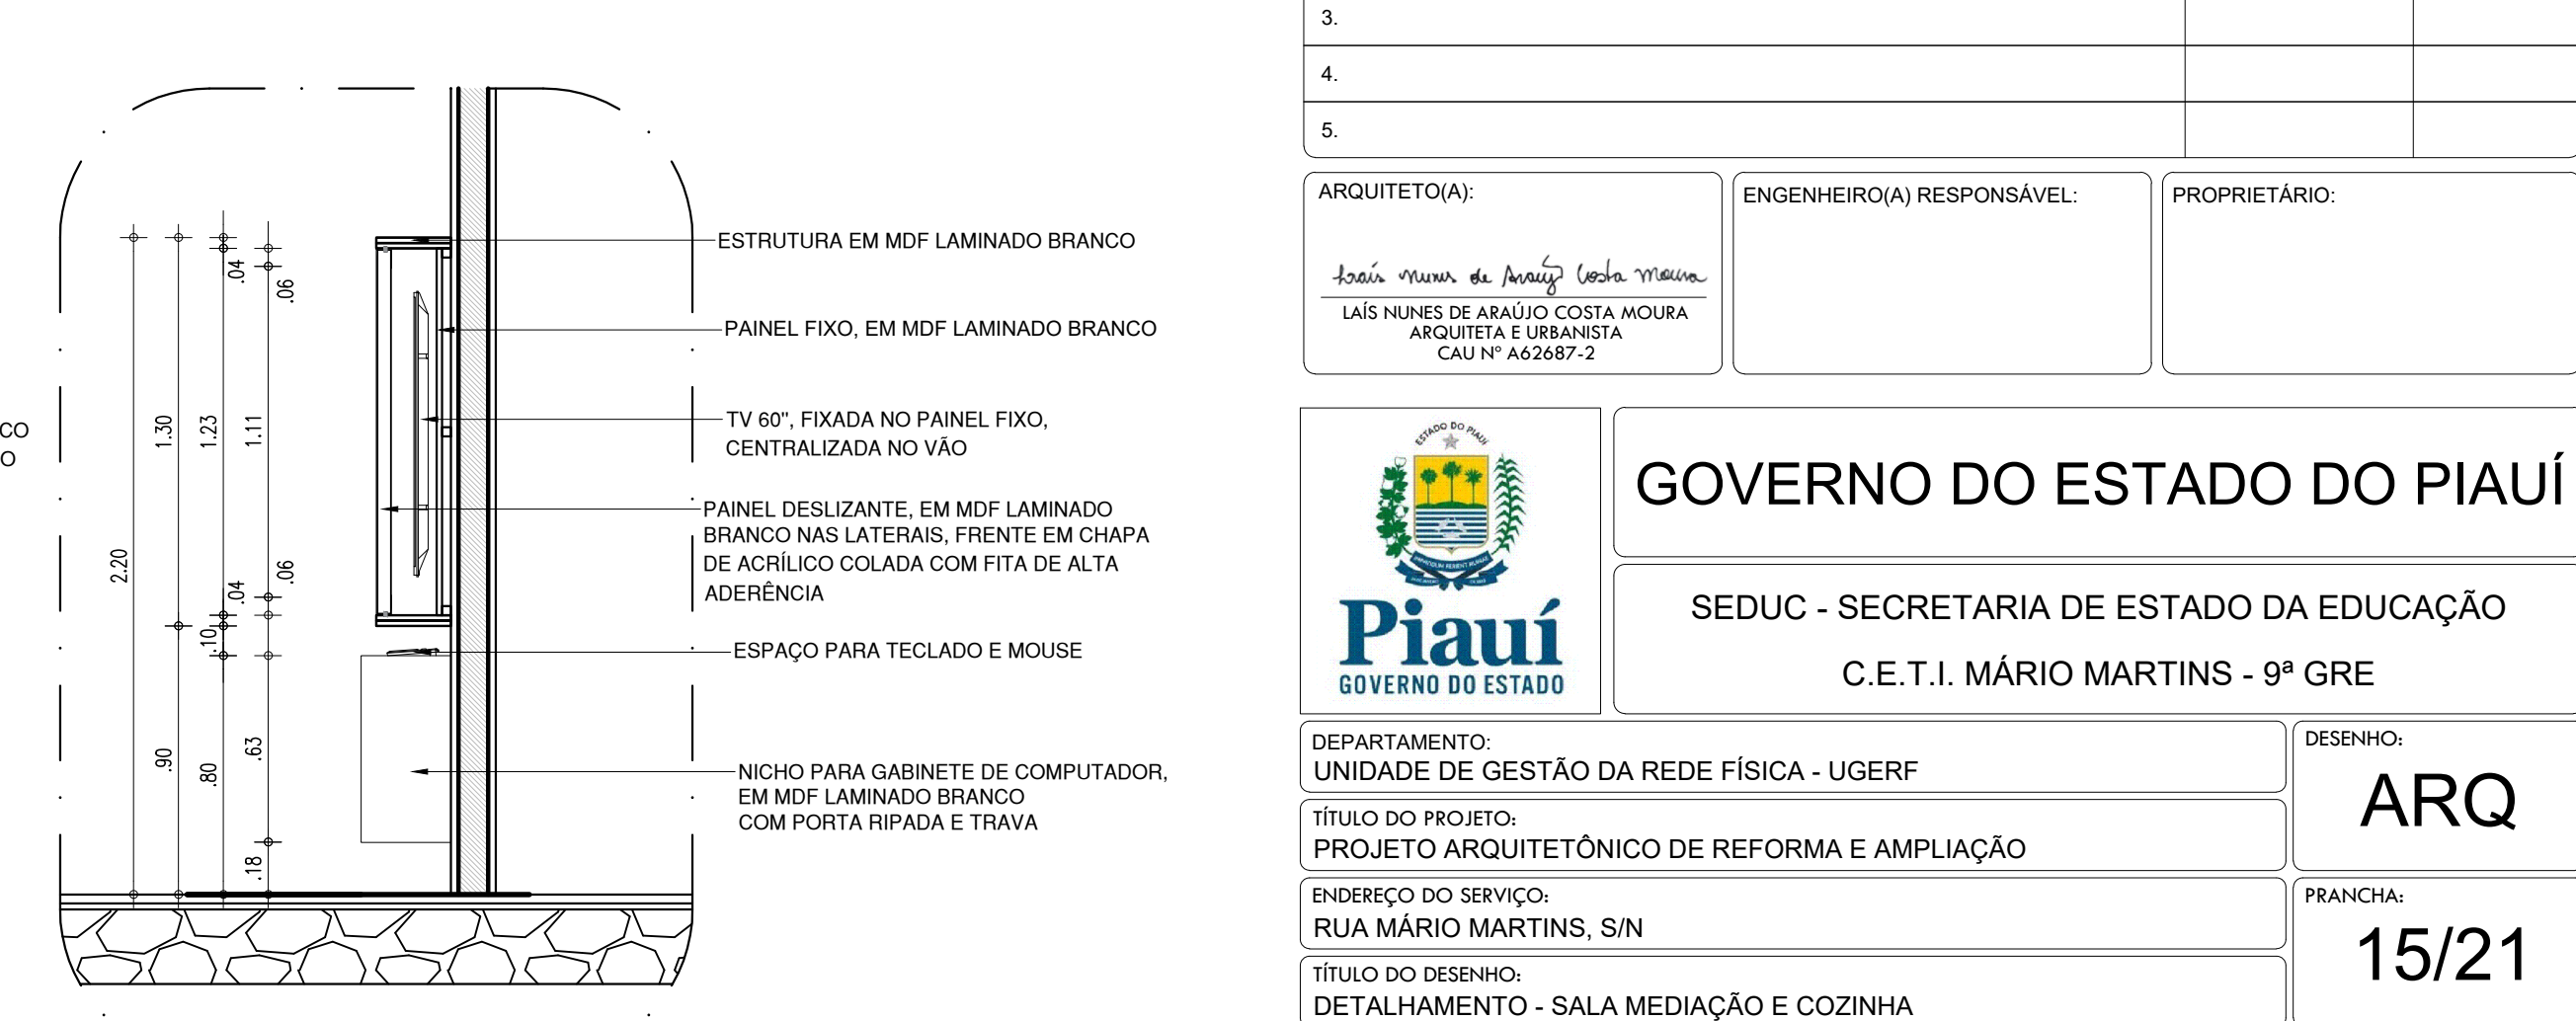 CO
O
2.20
1.30
.90
.04
1.23
.04
.10
.80
.06
1.11
.06
.63
.18
ESTRUTURA EM MDF LAMINADO BRANCO
PAINEL FIXO, EM MDF LAMINADO BRANCO
TV 60", FIXADA NO PAINEL FIXO,
CENTRALIZADA NO VÃO
PAINEL DESLIZANTE, EM MDF LAMINADO
BRANCO NAS LATERAIS, FRENTE EM CHAPA
DE ACRÍLICO COLADA COM FITA DE ALTA
ADERÊNCIA
ESPAÇO PARA TECLADO E MOUSE
NICHO PARA GABINETE DE COMPUTADOR,
EM MDF LAMINADO BRANCO
COM PORTA RIPADA E TRAVA
3.
4.
5.
ARQUITETO(A):
Laís Nunes de Araújo Costa Moura
LAÍS NUNES DE ARAÚJO COSTA MOURA
ARQUITETA E URBANISTA
CAU Nº A62687-2
ENGENHEIRO(A) RESPONSÁVEL:
PROPRIETÁRIO:
ESTADO DO PIAUÍ
Piauí
GOVERNO DO ESTADO
GOVERNO DO ESTADO DO PIAUÍ
SEDUC - SECRETARIA DE ESTADO DA EDUCAÇÃO
C.E.T.I. MÁRIO MARTINS - 9ª GRE
DEPARTAMENTO:
UNIDADE DE GESTÃO DA REDE FÍSICA - UGERF
DESENHO:
ARQ
TÍTULO DO PROJETO:
PROJETO ARQUITETÔNICO DE REFORMA E AMPLIAÇÃO
ENDEREÇO DO SERVIÇO:
RUA MÁRIO MARTINS, S/N
PRANCHA:
15/21
TÍTULO DO DESENHO:
DETALHAMENTO - SALA MEDIAÇÃO E COZINHA